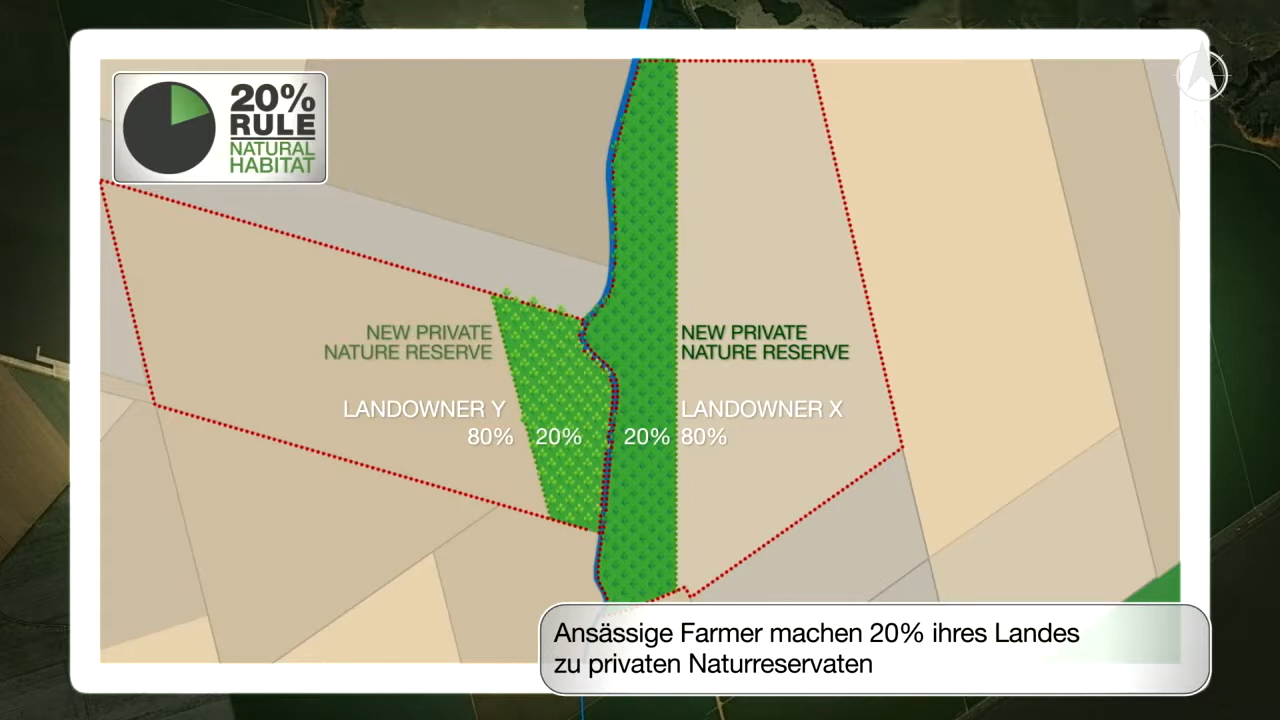 20%
RULE
NATURAL
HABITAT
NEW PRIVATE
NATURE RESERVE
LANDOWNER Y
80% 20%
NEW PRIVATE
NATURE RESERVE
LANDOWNER X
20% 80%
Ansässige Farmer machen 20% ihres Landes
zu privaten Naturreservaten